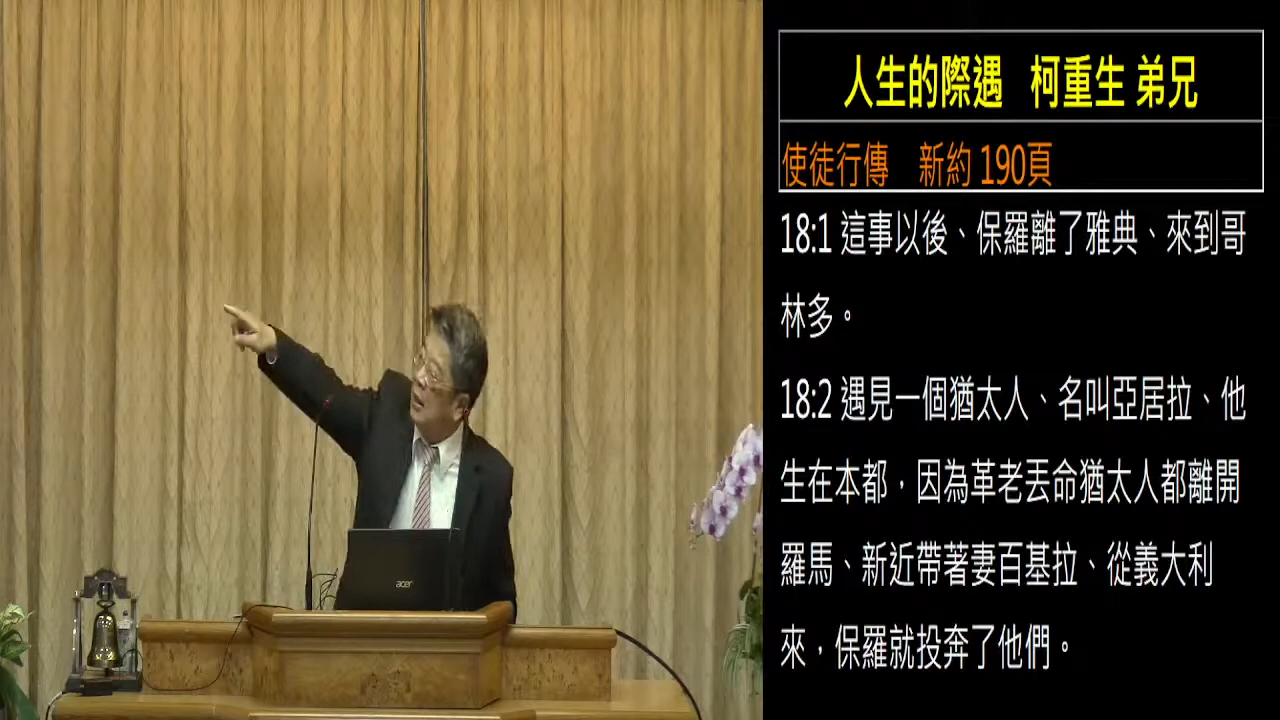 人生的際遇 柯重生 弟兄
使徒行傳 新約 190頁
18:1 這事以後、保羅離了雅典、來到哥
林多。
18:2 遇見一個猶太人、名叫亞居拉、他
生在本都，因為革老丟命猶太人都離開
羅馬、新近帶著妻百基拉、從義大利
來，保羅就投奔了他們。
acer